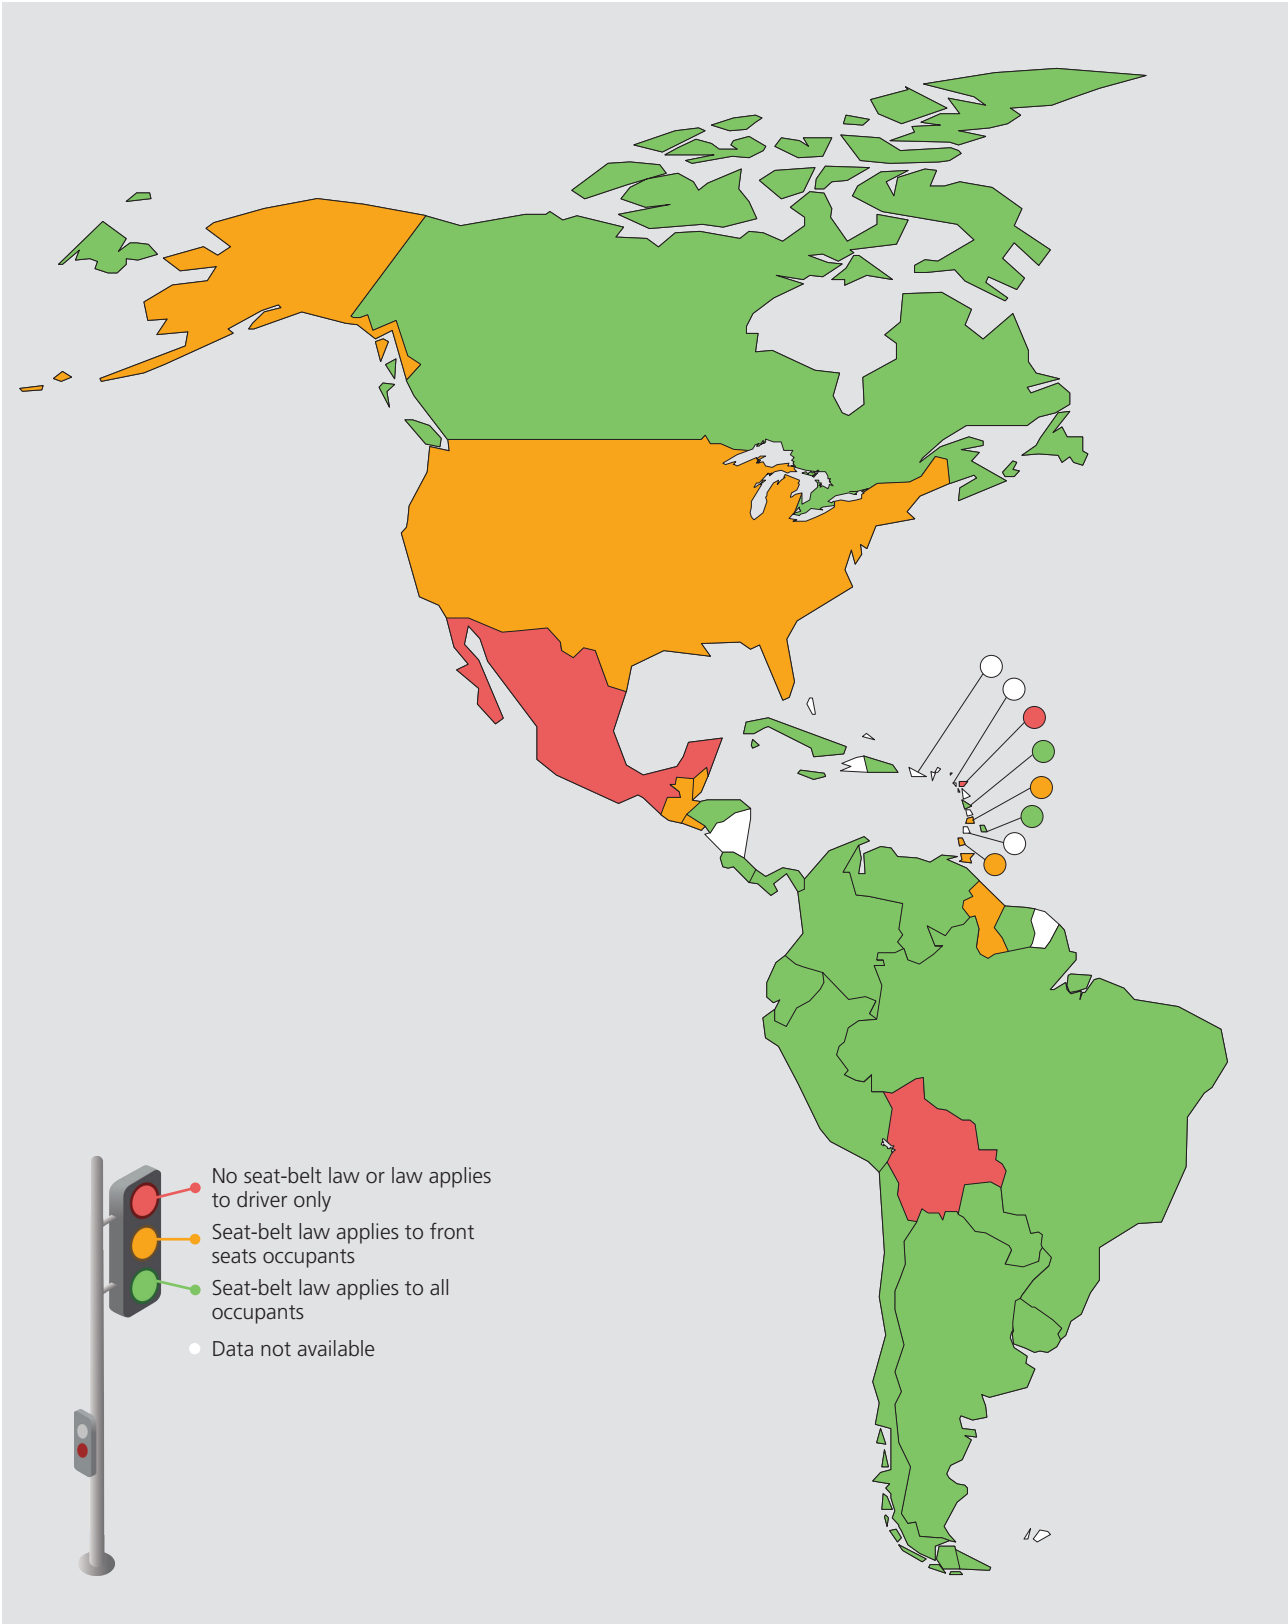 No seat-belt law or law applies
to driver only
Seat-belt law applies to front
seats occupants
Seat-belt law applies to all
occupants
Data not available